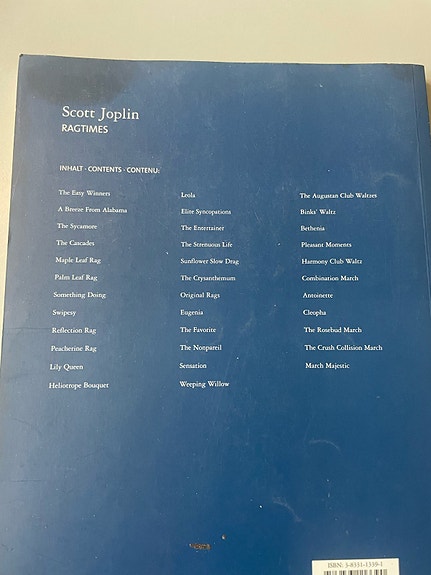 Scott Joplin
RAGTIMES
INHALT · CONTENTS · CONTENU:
The Easy Winners
A Breeze From Alabama
The Sycamore
The Cascades
Maple Leaf Rag
Palm Leaf Rag
Something Doing
Swipesy
Reflection Rag
Peacherine Rag
Lily Queen
Heliotrope Bouquet
Leola
Elite Syncopations
The Entertainer
The Strenuous Life
Sunflower Slow Drag
The Crysanthemum
Original Rags
Eugenia
The Favorite
The Nonpareil
Sensation
Weeping Willow
The Augustan Club Waltzes
Binks' Waltz
Bethenia
Pleasant Moments
Harmony Club Waltz
Combination March
Antoinette
Cleopha
The Rosebud March
The Crush Collision March
March Majestic
ISBN: 3-8331-1339-1